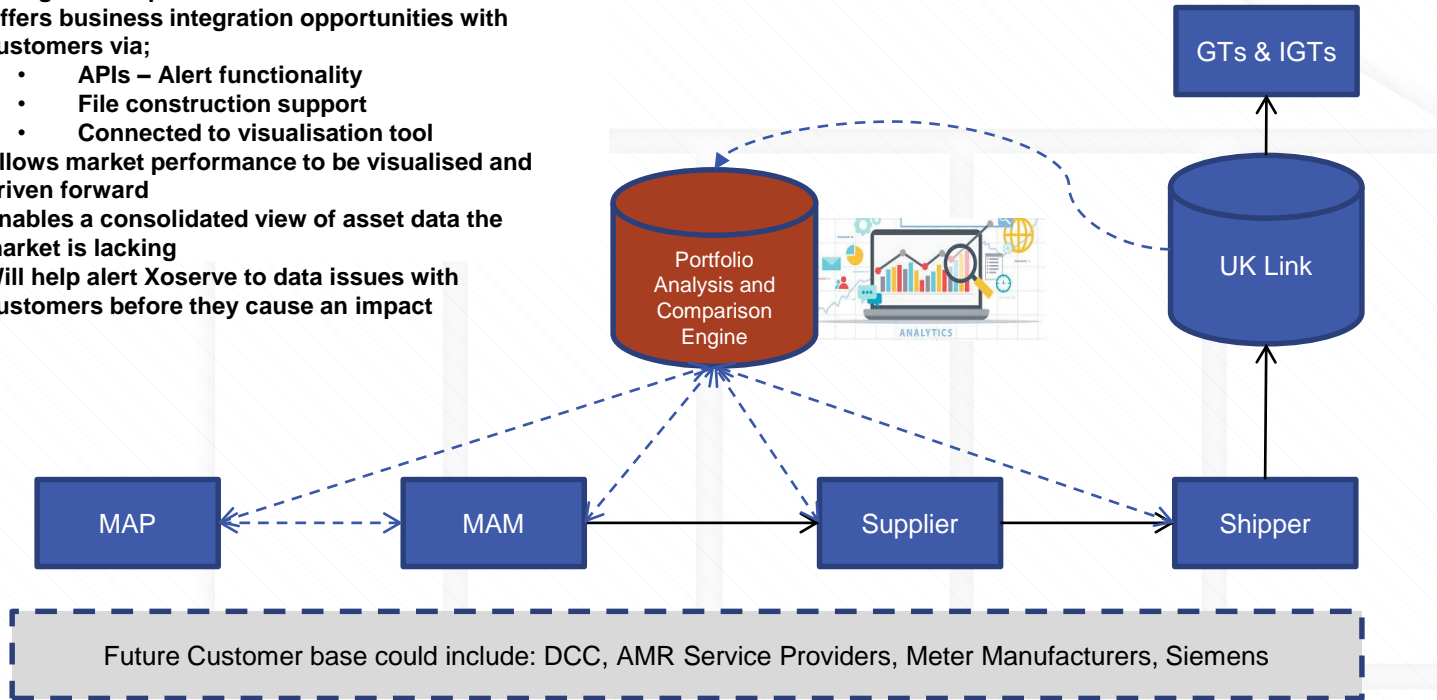 ffers business integration opportunities with
ustomers via;
• APIs – Alert functionality
• File construction support
• Connected to visualisation tool
llows market performance to be visualised and
riven forward
nables a consolidated view of asset data the
arket is lacking
ill help alert Xoserve to data issues with
ustomers before they cause an impact
GTs & IGTs
UK Link
Portfolio
Analysis and
Comparison
Engine
ANALYTICS
MAP
MAM
Supplier
Shipper
Future Customer base could include: DCC, AMR Service Providers, Meter Manufacturers, Siemens